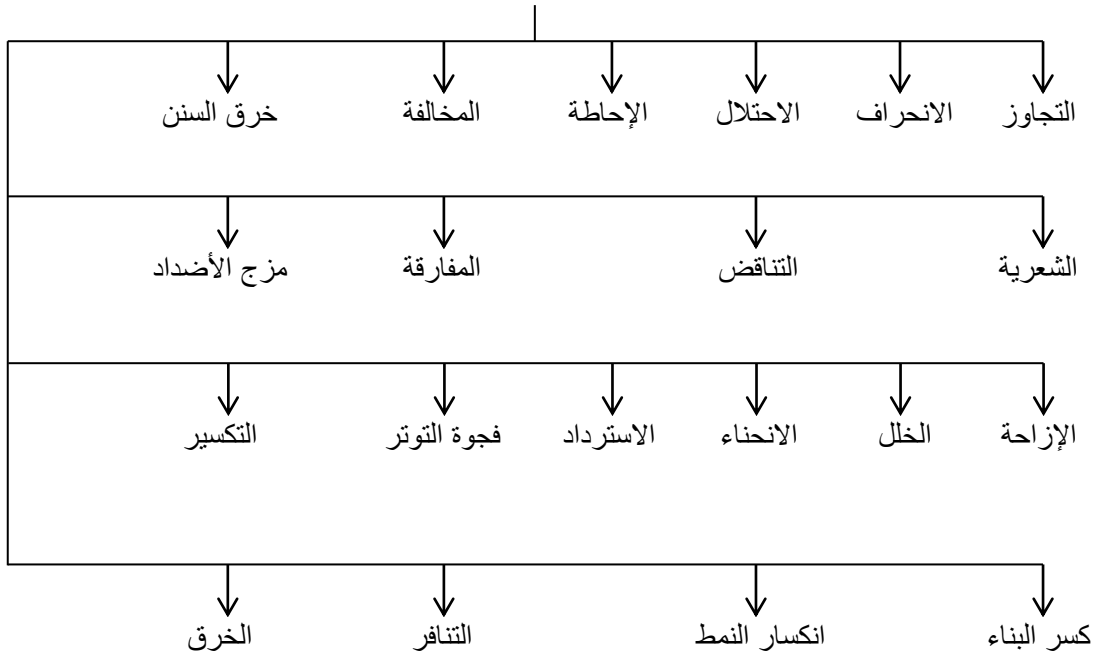 التجاوز الانحراف الاحتلال الإحاطة المخالفة خرق السنن
الشعرية التناقض المفارقة مزج الأضداد
الإزاحة الخلل الانحناء الاسترداد فجوة التوتر التكسير
كسر البناء انكسار النمط التنافر الخرق